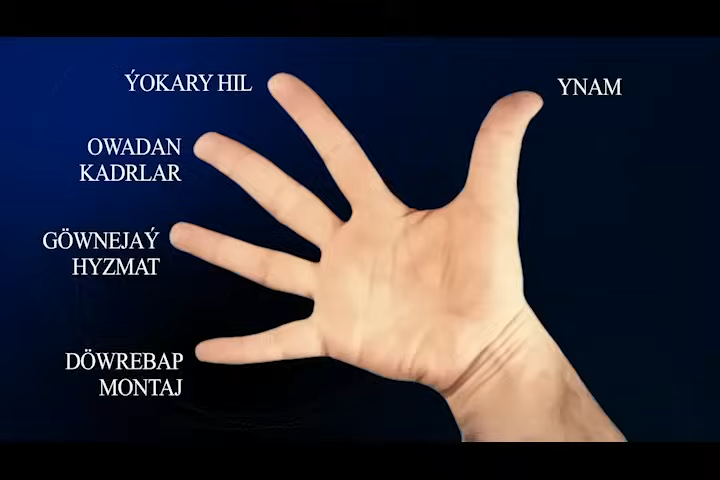 ÝOKARY HIL
YNAM
OWADAN
KADRLAR
GÖWNEJAÝ
HYZMAT
DÖWREBAP
MONTAJ